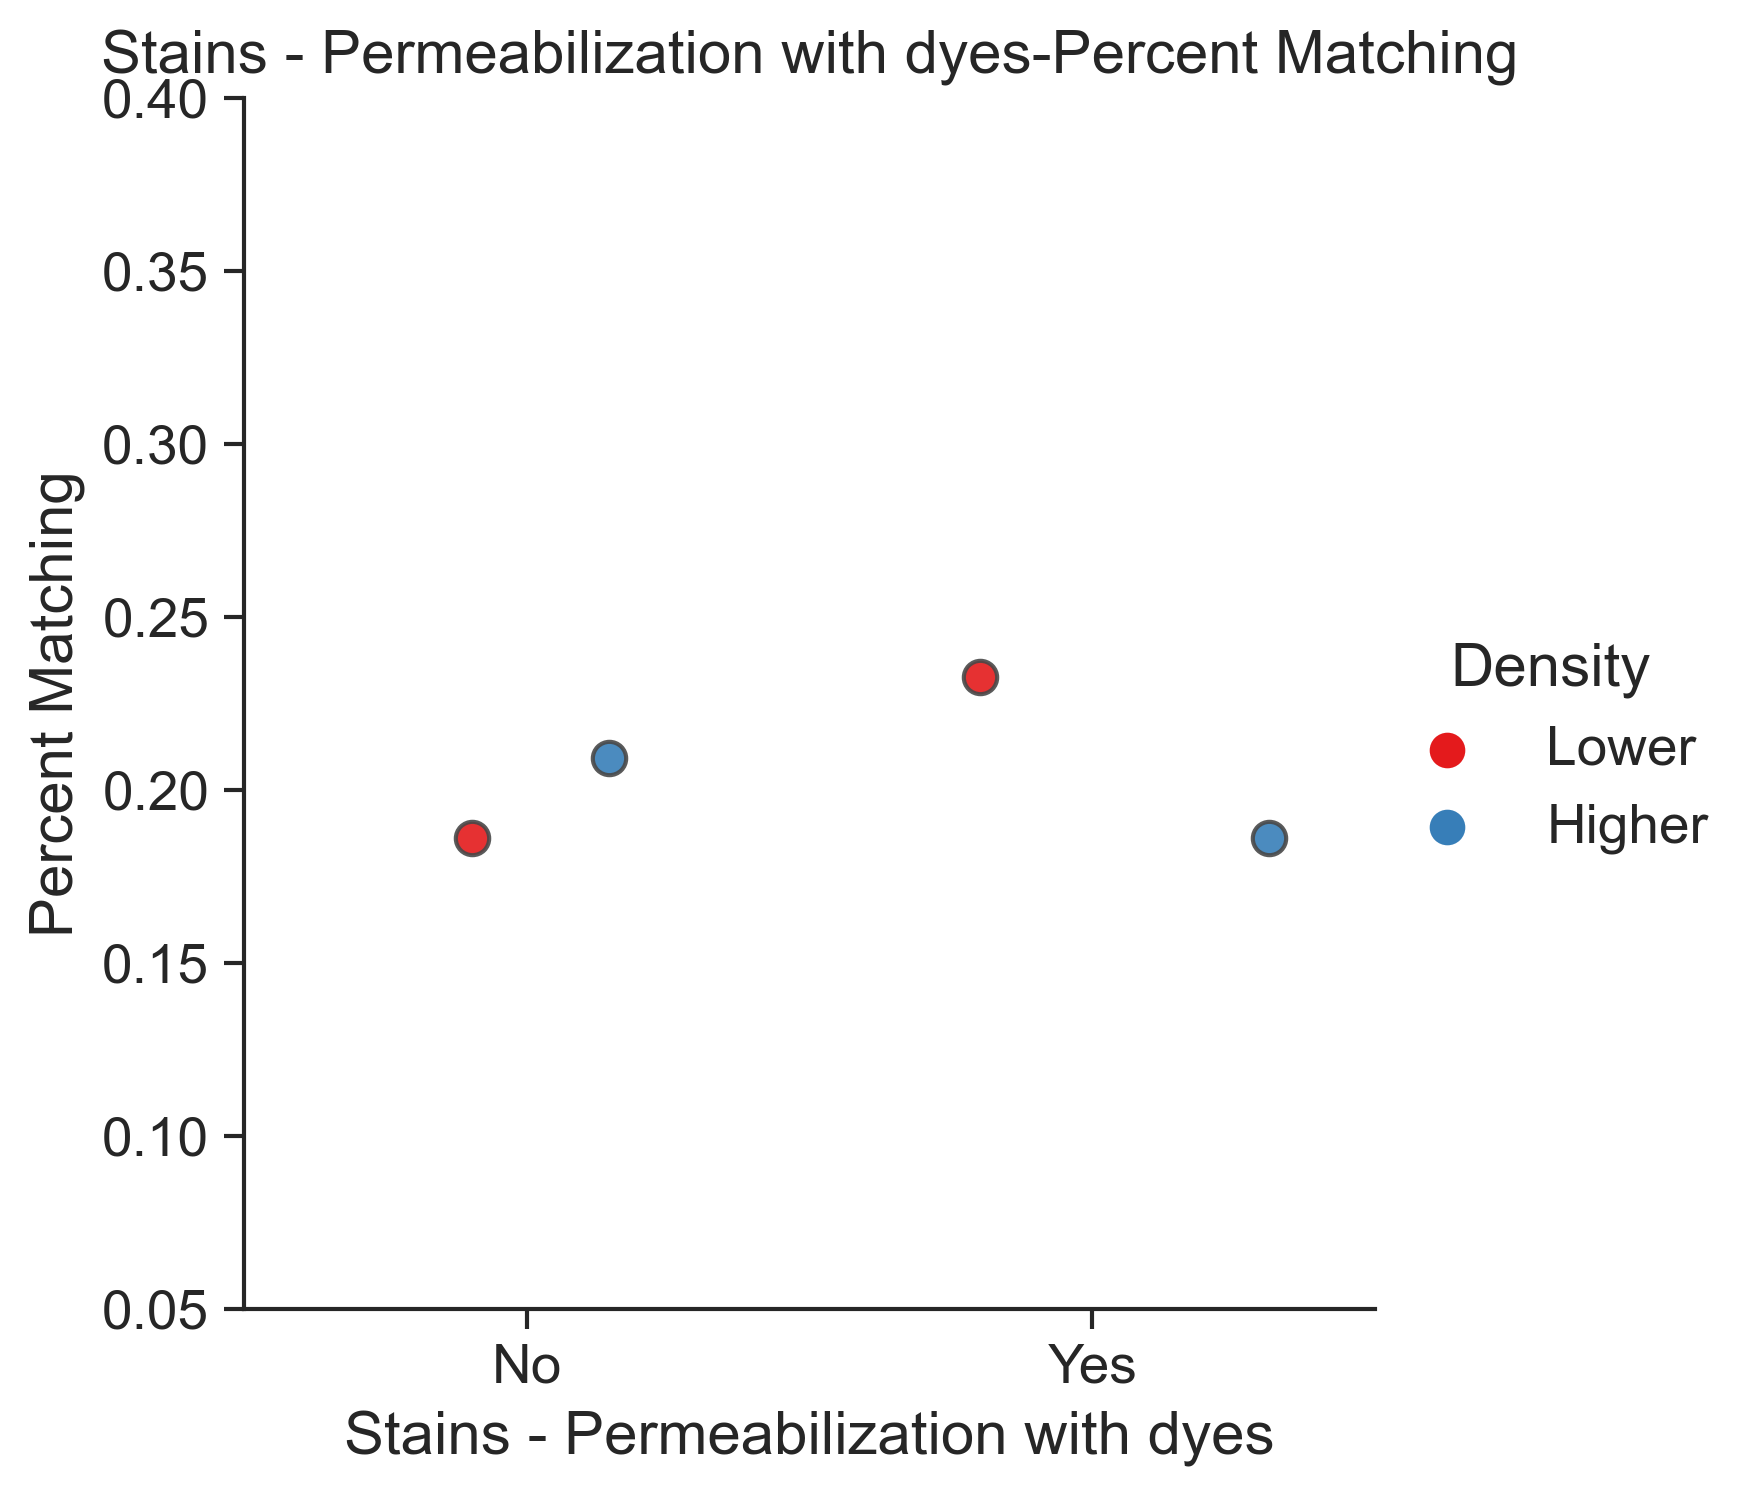 Stains - Permeabilization with dyes-Percent Matching
0.40
0.35
0.30
0.25
0.20
0.15
0.10
0.05
Percent Matching
No
Yes
Stains - Permeabilization with dyes
Density
Lower
Higher